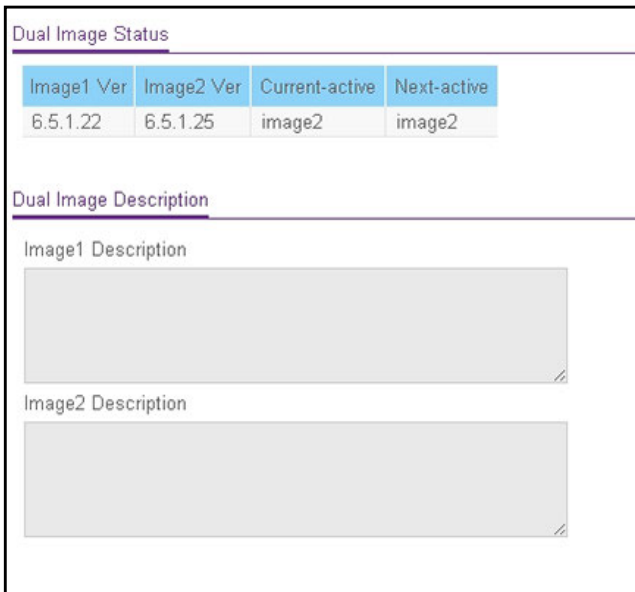 Dual Image Status
Image1 Ver Image2 Ver Current-active Next-active
6.5.1.22 6.5.1.25 image2 image2
Dual Image Description
Image1 Description
Image2 Description